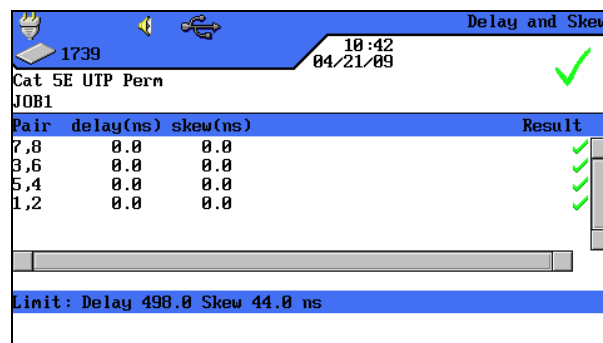 Delay and Skew
1739
10:42
04/21/09
Cat 5E UTP Perm
JOB1
Pair delay(ns) skew(ns) Result
7,8 0.0 0.0
3,6 0.0 0.0
5,4 0.0 0.0
1,2 0.0 0.0
Limit: Delay 498.0 Skew 44.0 ns